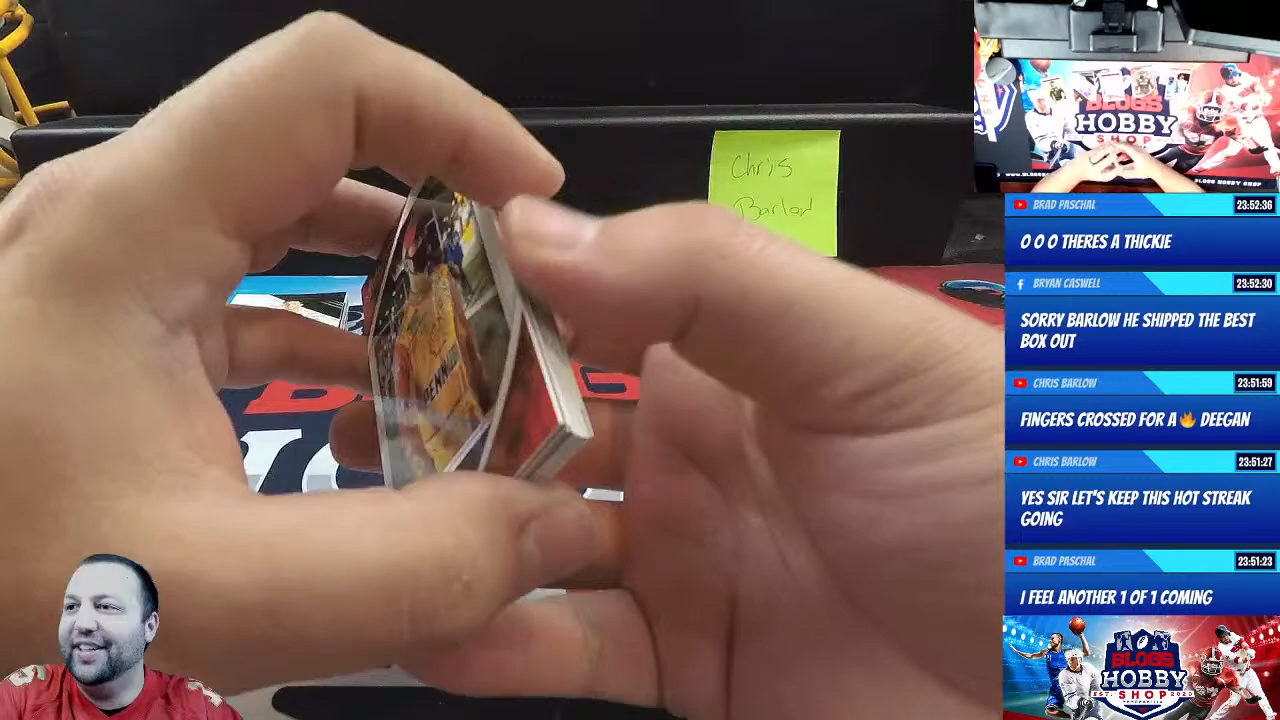 Chris
Barlow
BLOGS
HOBBY
SHOP
BRAD PASCHAL
23:52:36
O O O THERES A THICKIE
BRYAN CASWELL
23:52:30
SORRY BARLOW HE SHIPPED THE BEST
BOX OUT
CHRIS BARLOW
23:51:59
FINGERS CROSSED FOR A🔥 DEEGAN
CHRIS BARLOW
23:51:27
YES SIR LET'S KEEP THIS HOT STREAK
GOING
BRAD PASCHAL
23:51:23
I FEEL ANOTHER 1 OF 1 COMING
BLOGS
HOBBY
SHOP